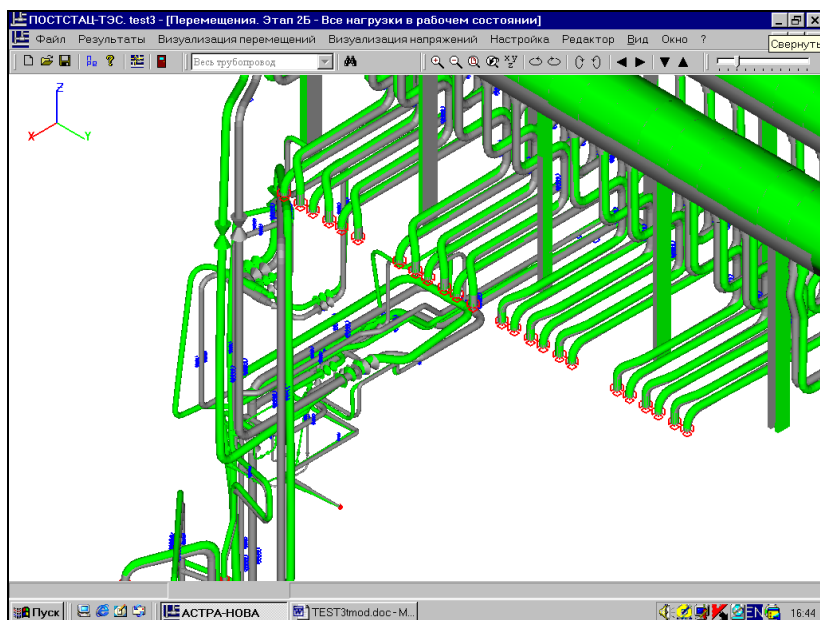 ПОСТСТАЦ-ТЭС. test3 - [Перемещения. Этап 2Б - Все нагрузки в рабочем состоянии]
Файл Результаты Визуализация перемещений Визуализация напряжений Настройка Редактор Вид Окно ?
Свернуть
Весь трубопровод
x,y
z
Z
X
Y
Пуск АСТРА-НОВА TEST3tmod.doc - M... EN 16:44